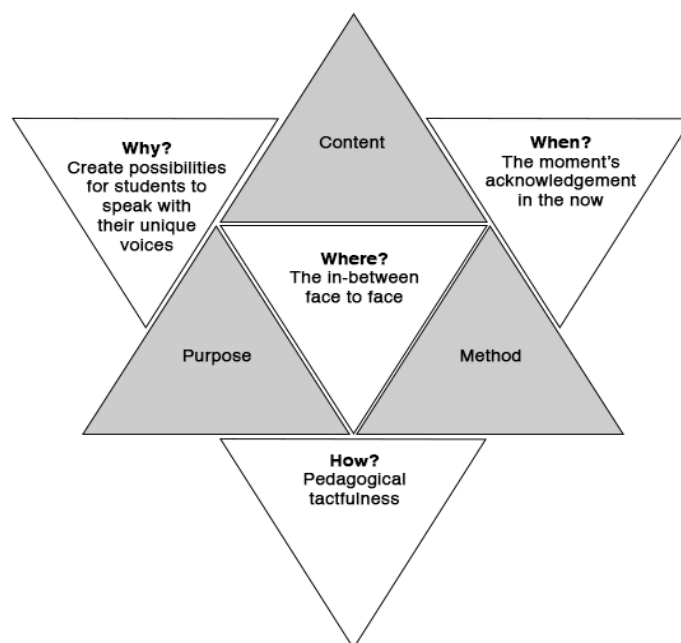 Content
Why?
Create possibilities
for students to
speak with
their unique
voices
When?
The moment's
acknowledgement
in the now
Where?
The in-between
face to face
Purpose
Method
How?
Pedagogical
tactfulness